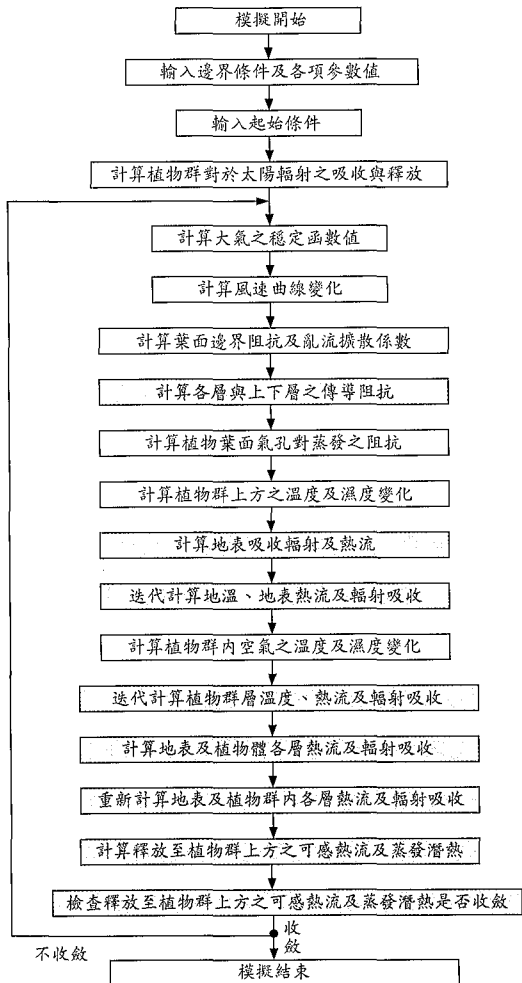 模擬開始
輸入邊界條件及各項參數值
輸入起始條件
計算植物群對於太陽輻射之吸收與釋放
計算大氣之穩定函數值
計算風速曲線變化
計算葉面邊界阻抗及亂流擴散係數
計算各層與上下層之傳導阻抗
計算植物葉面氣孔對蒸發之阻抗
計算植物群上方之溫度及濕度變化
計算地表吸收輻射及熱流
迭代計算地溫、地表熱流及輻射吸收
計算植物群內空氣之溫度及濕度變化
迭代計算植物群層溫度、熱流及輻射吸收
計算地表及植物體各層熱流及輻射吸收
重新計算地表及植物群內各層熱流及輻射吸收
計算釋放至植物群上方之可感熱流及蒸發潛熱
檢查釋放至植物群上方之可感熱流及蒸發潛熱是否收斂
收
斂
不收斂
模擬結束